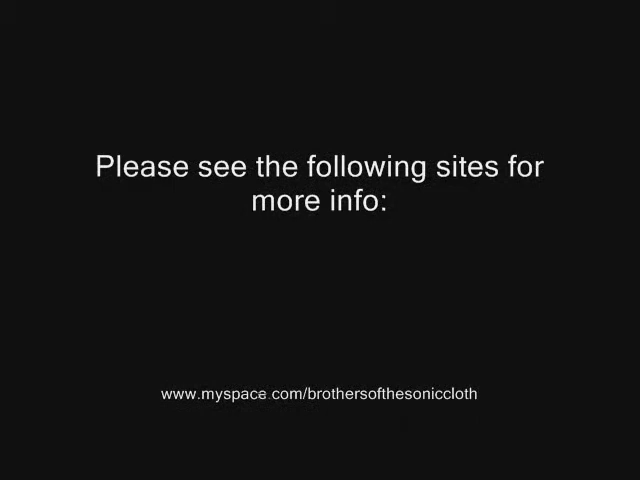 Please see the following sites for
more info:
www.myspace.com/brothersofthesoniccloth